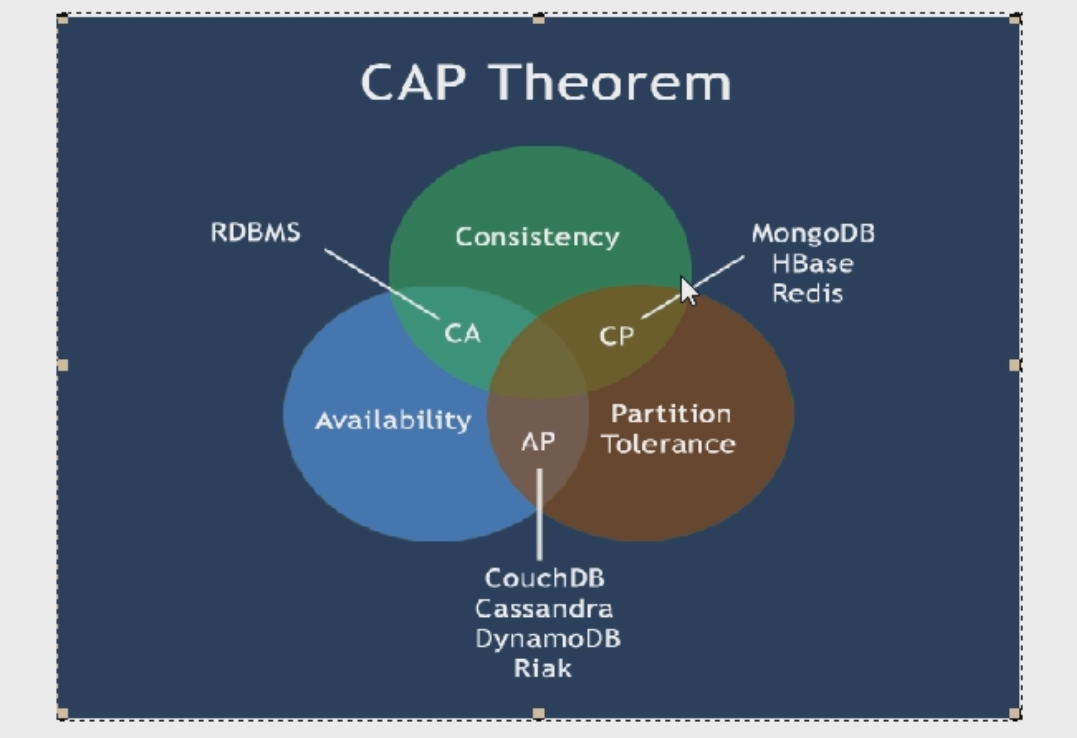 CAP Theorem
RDBMS
Consistency
MongoDB
HBase
Redis
CA
CP
Availability
Partition
Tolerance
AP
CouchDB
Cassandra
DynamoDB
Riak